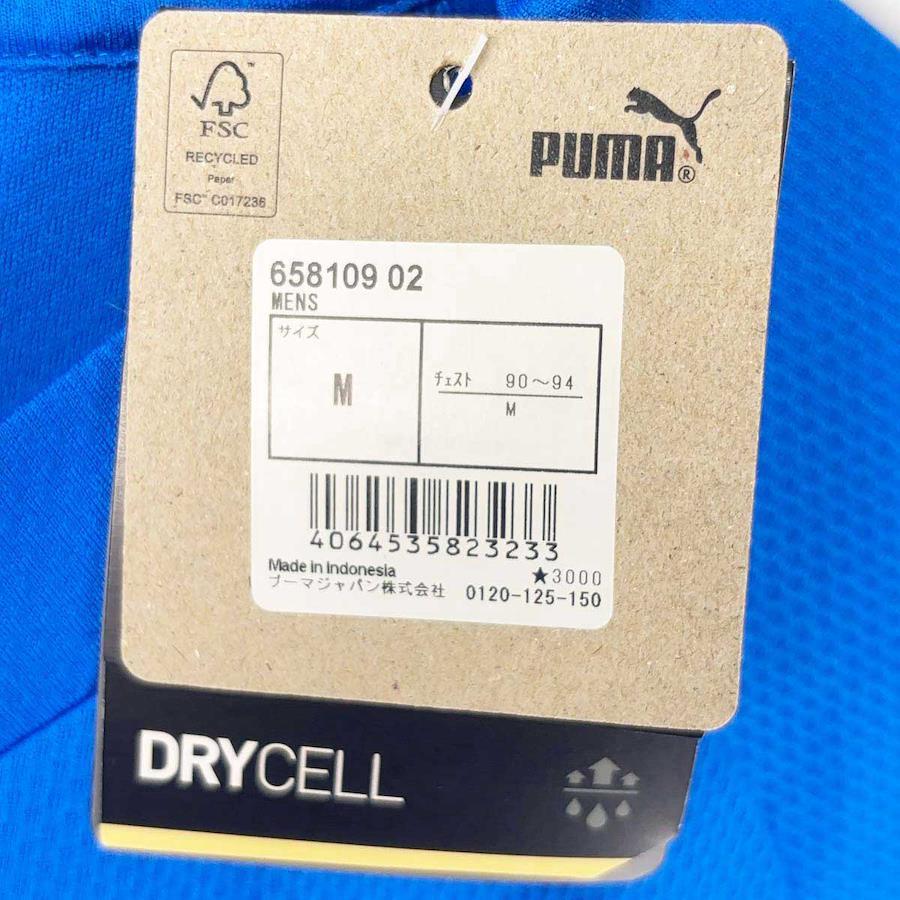 FSC
RECYCLED
Paper
FSC™ C017236
PUMA®
658109 02
MENS
サイズ
M
チェスト 90～94
M
4064535823233
Made in Indonesia
★3000
プーマジャパン株式会社 0120-125-150
DRYCELL